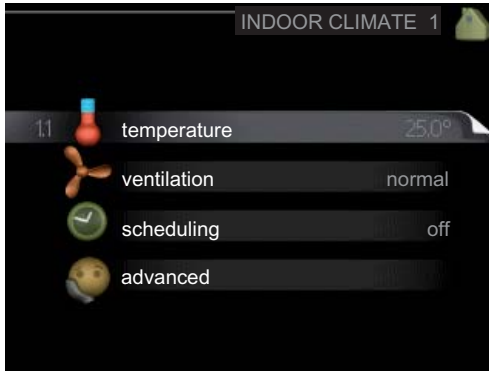 INDOOR CLIMATE 1
1.1 temperature 25.0°
ventilation normal
scheduling off
advanced